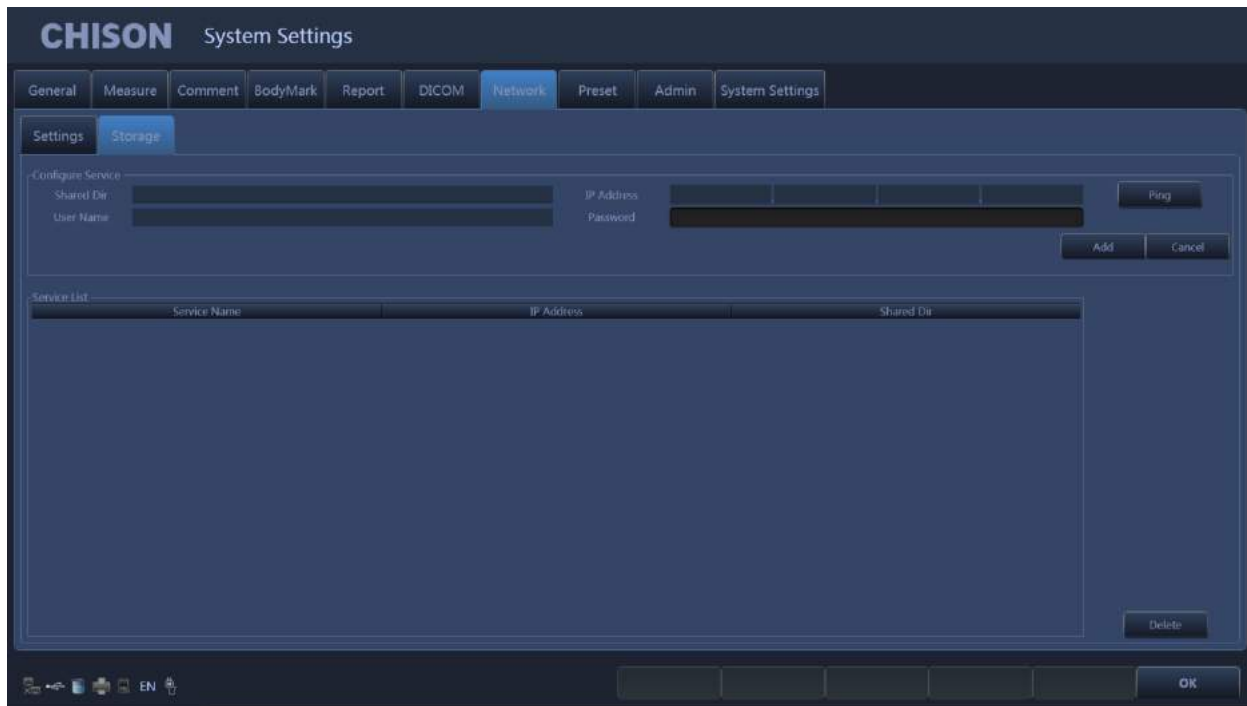 CHISON System Settings
General Measure Comment BodyMark Report DICOM Network Preset Admin System Settings
Settings Storage
Configure Service
Shared Dir IP Address Ping
User Name Password
Add Cancel
Service List
Service Name IP Address Shared Dir
Delete
EN OK